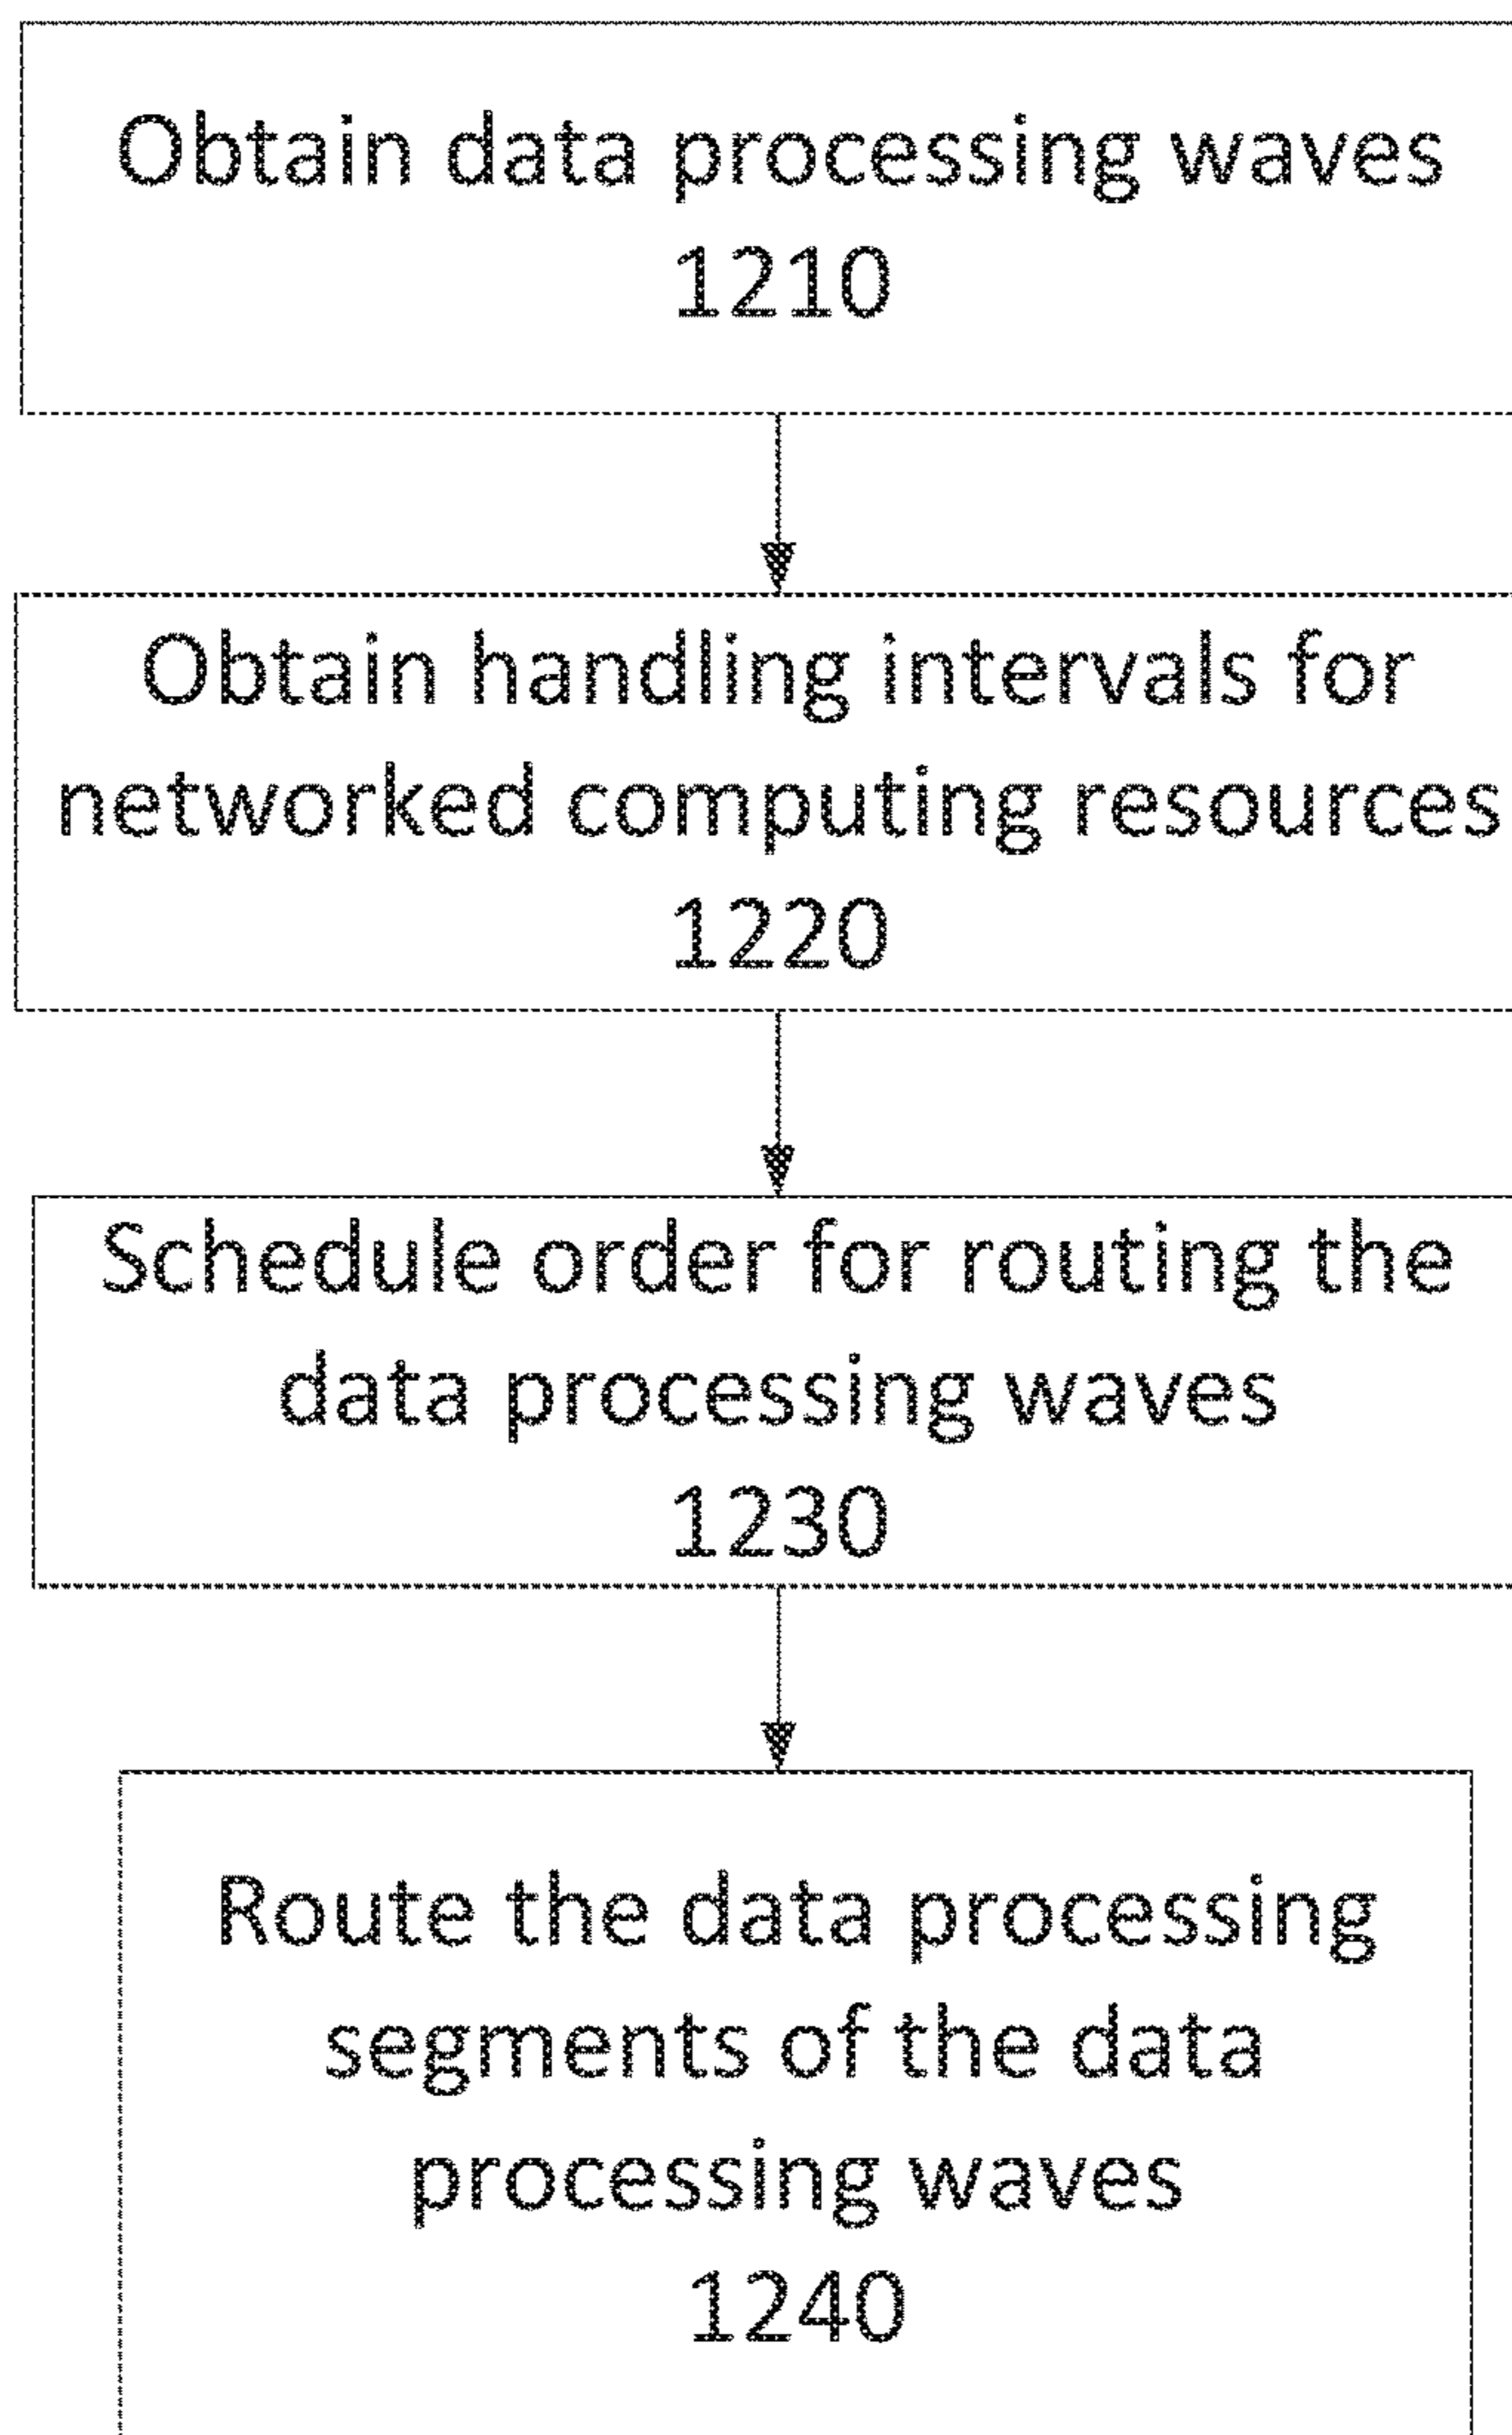 Obtain data processing waves
1210
Obtain handling intervals for
networked computing resources
1220
Schedule order for routing the
data processing waves
1230
Route the data processing
segments of the data
processing waves
1240